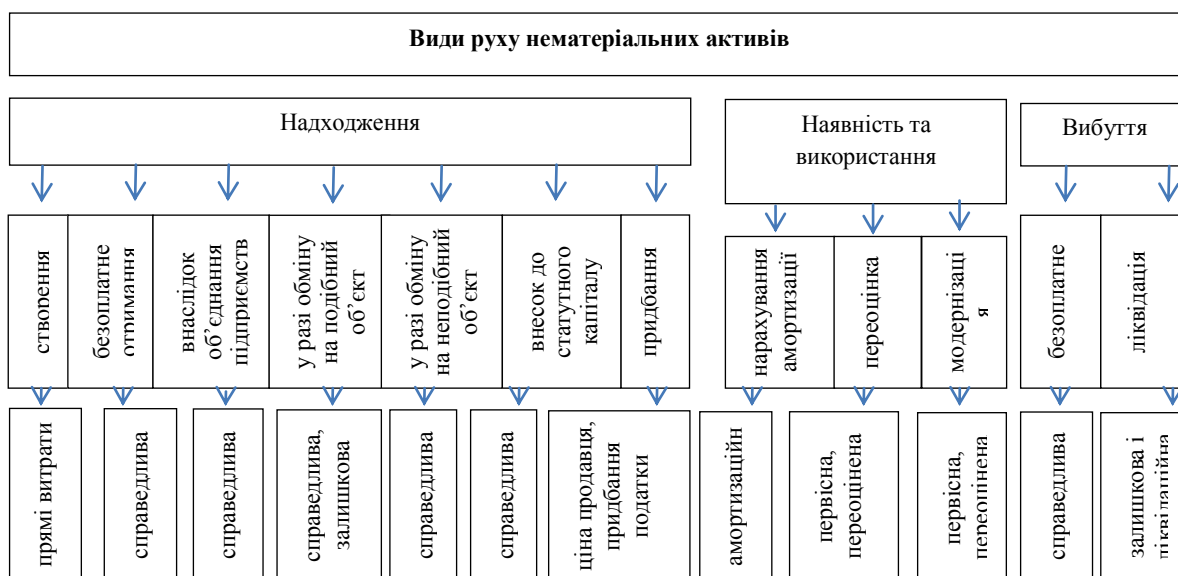 Види руху нематеріальних активів
Надходження
Наявність та
використання
Вибуття
створення
безоплатне
отримання
внаслідок
об’єднання
підприємств
у разі обміну
на подібний
об’єкт
у разі обміну
на неподібний
об’єкт
внесок до
статутного
капіталу
придбання
нарахування
амортизації
переоцінка
модернізаці
я
безоплатне
ліквідація
прямі витрати
справедлива
справедлива
справедлива,
залишкова
справедлива
справедлива
ціна продавця,
придбання
податки
амортизаційн
первісна,
переоцінена
первісна,
переоцінена
справедлива
залишкова і
ліквідаційна